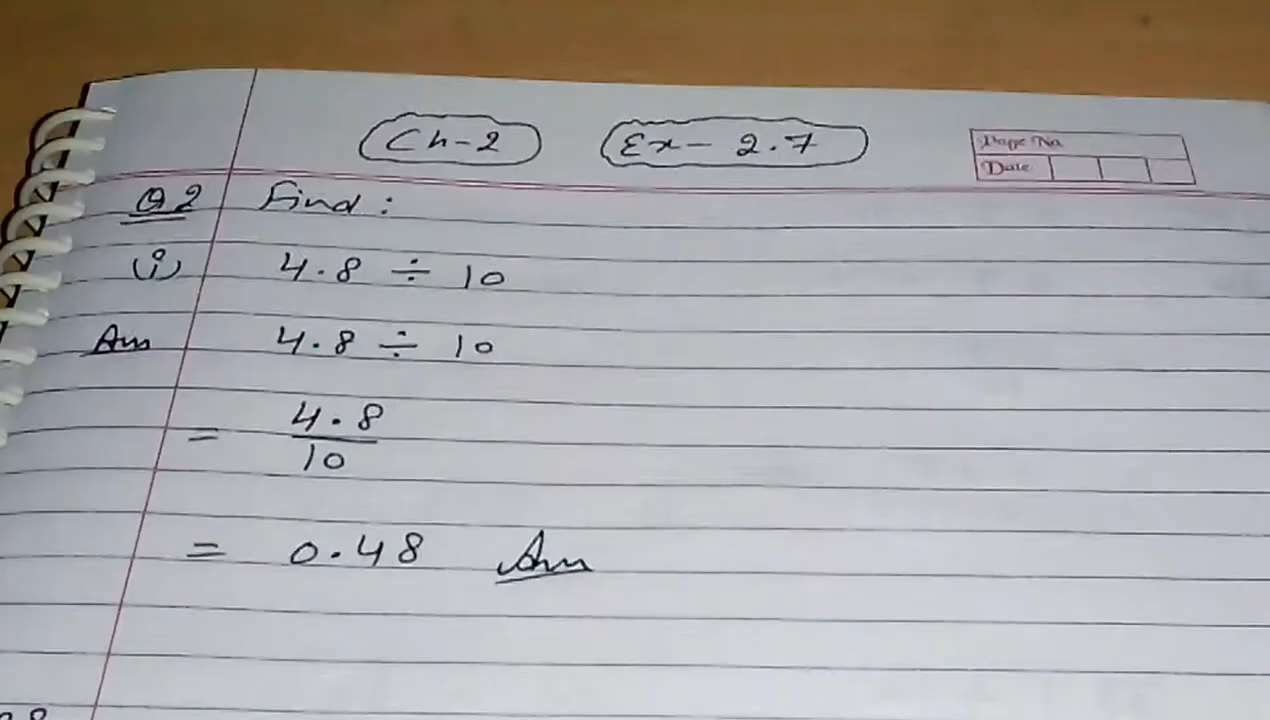 Ch-2 Ex- 2.7
Page No.
Date
Q2 Find:
(i) 4.8 ÷ 10
Ans 4.8 ÷ 10
= 4.8
10
= 0.48 Ans